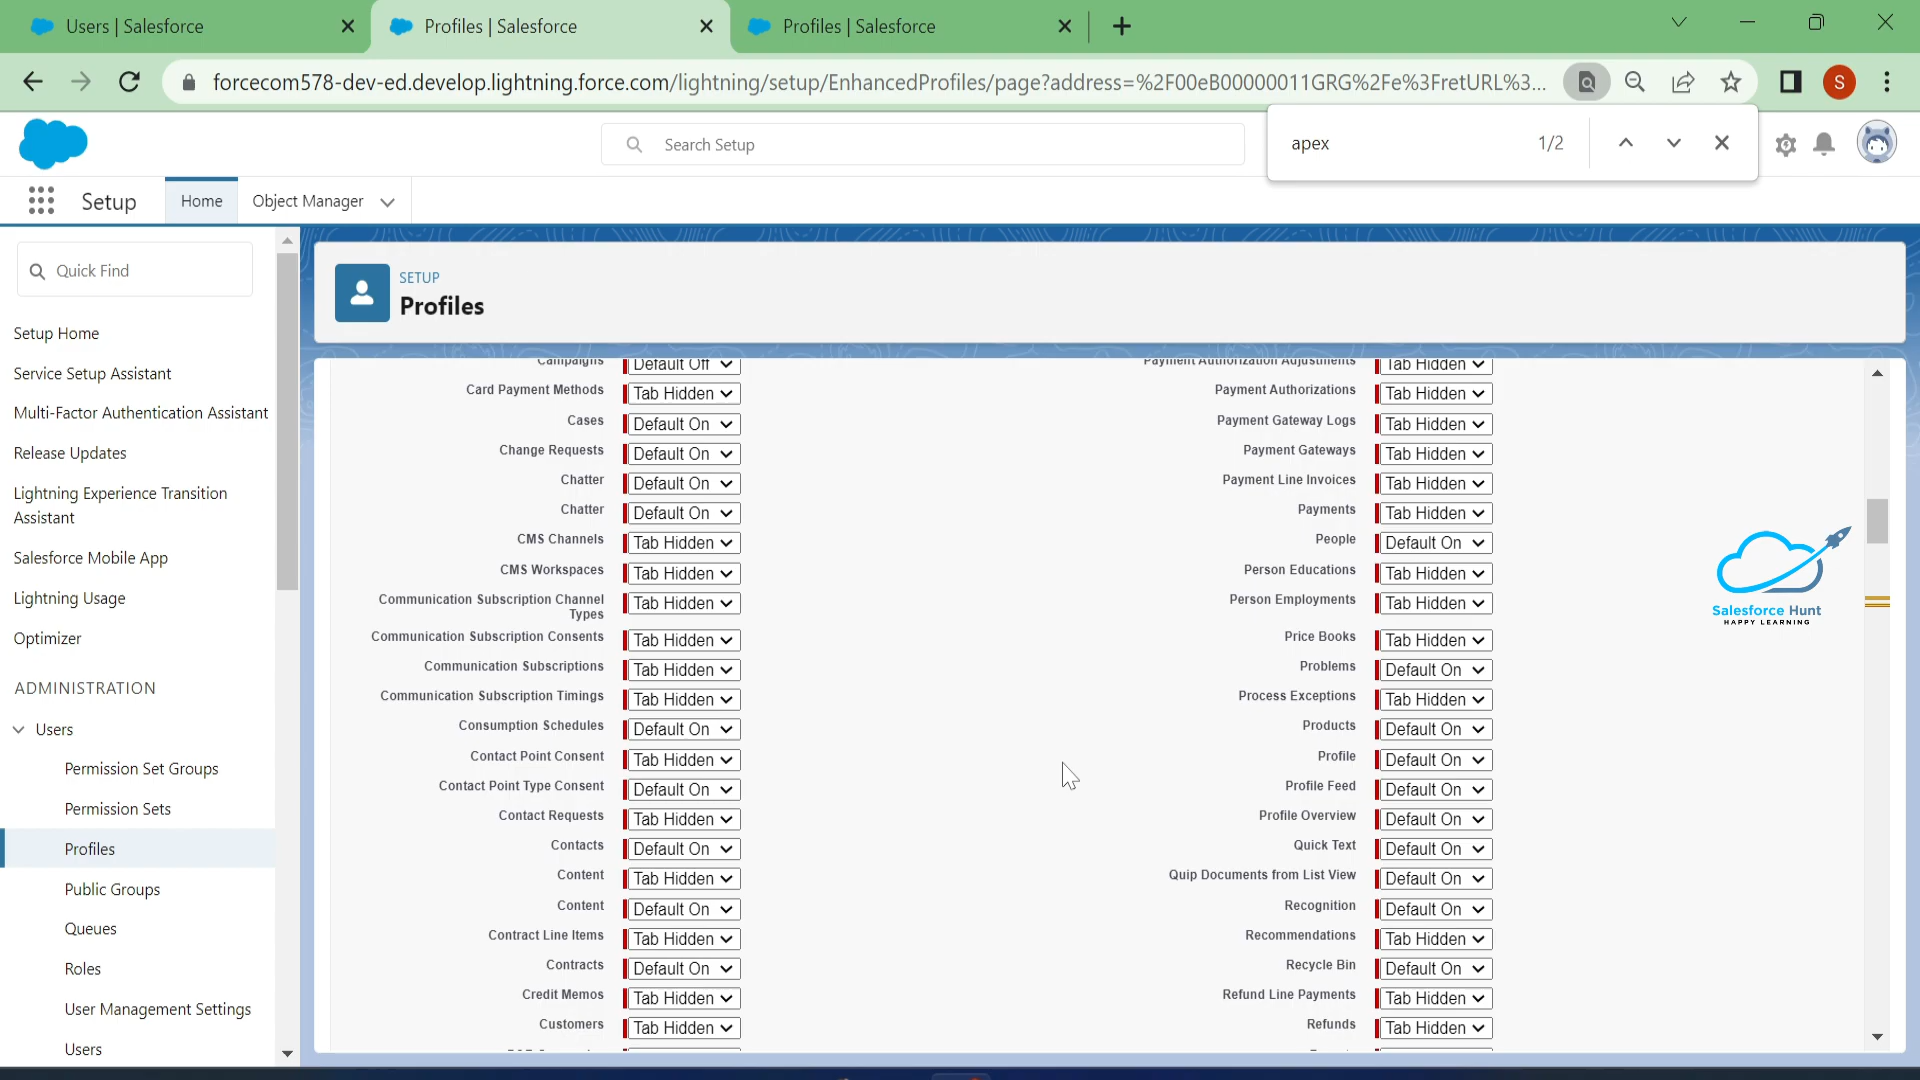 Users | Salesforce
Profiles | Salesforce
Profiles | Salesforce
forcecom578-dev-ed.develop.lightning.force.com/lightning/setup/EnhancedProfiles/page?address=%2F00eB00000011GRG%2Fe%3FretURL%3...
S
Search Setup
apex
1/2
Setup
Home
Object Manager
Quick Find
Setup Home
Service Setup Assistant
Multi-Factor Authentication Assistant
Release Updates
Lightning Experience Transition
Assistant
Salesforce Mobile App
Lightning Usage
Optimizer
ADMINISTRATION
Users
Permission Set Groups
Permission Sets
Profiles
Public Groups
Queues
Roles
User Management Settings
Users
SETUP
Profiles
Campaigns Default Off Payment Authorization Adjustments Tab Hidden
Card Payment Methods Tab Hidden Payment Authorizations Tab Hidden
Cases Default On Payment Gateway Logs Tab Hidden
Change Requests Default On Payment Gateways Tab Hidden
Chatter Default On Payment Line Invoices Tab Hidden
Chatter Default On Payments Tab Hidden
CMS Channels Tab Hidden People Default On
CMS Workspaces Tab Hidden Person Educations Tab Hidden
Communication Subscription Channel
Types Tab Hidden Person Employments Tab Hidden
Communication Subscription Consents Tab Hidden Price Books Tab Hidden
Communication Subscriptions Tab Hidden Problems Default On
Communication Subscription Timings Tab Hidden Process Exceptions Tab Hidden
Consumption Schedules Default On Products Default On
Contact Point Consent Tab Hidden Profile Default On
Contact Point Type Consent Default On Profile Feed Default On
Contact Requests Tab Hidden Profile Overview Default On
Contacts Default On Quick Text Default On
Content Tab Hidden Quip Documents from List View Default On
Content Default On Recognition Default On
Contract Line Items Tab Hidden Recommendations Tab Hidden
Contracts Default On Recycle Bin Default On
Credit Memos Tab Hidden Refund Line Payments Tab Hidden
Customers Tab Hidden Refunds Tab Hidden
Salesforce Hunt
HAPPY LEARNING